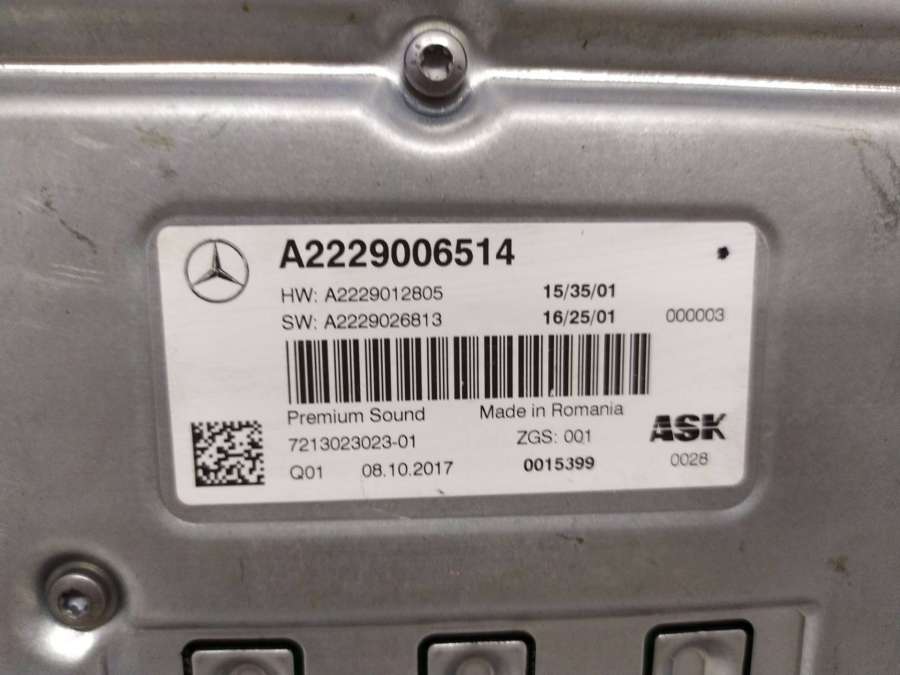 A2229006514
HW: A2229012805 15/35/01
SW: A2229026813 16/25/01 000003
Premium Sound Made in Romania
7213023023-01 ZGS: 001 ASK
Q01 08.10.2017 0015399 0028